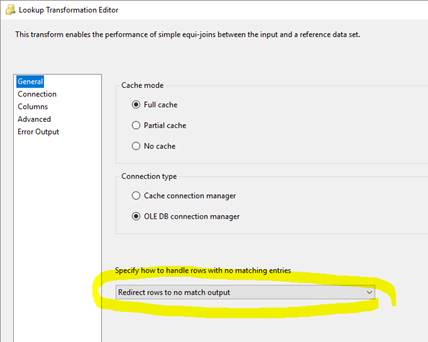 Lookup Transformation Editor
This transform enables the performance of simple equi-joins between the input and a reference data set.
General
Connection
Columns
Advanced
Error Output
Cache mode
Full cache
Partial cache
No cache
Connection type
Cache connection manager
OLE DB connection manager
Specify how to handle rows with no matching entries
Redirect rows to no match output